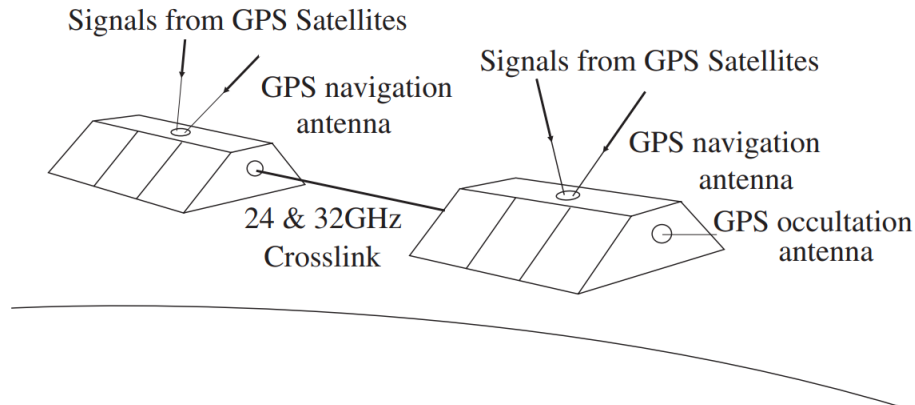 Signals from GPS Satellites
GPS navigation
antenna
24 & 32GHz
Crosslink
Signals from GPS Satellites
GPS navigation
antenna
GPS occultation
antenna